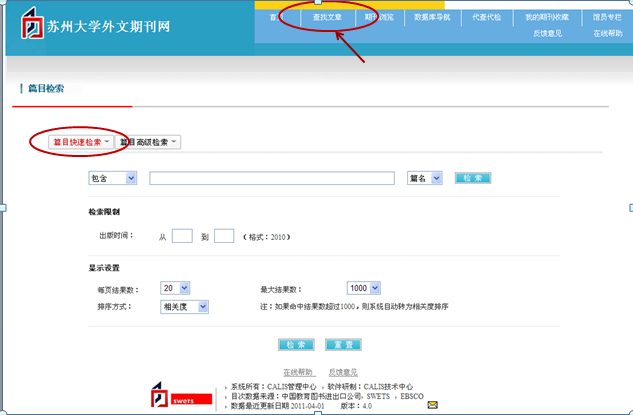 苏州大学外文期刊网
首页 查找文章 期刊浏览 数据库导航 代查代检 我的期刊收藏 馆员专栏
反馈意见 在线帮助
篇目检索
篇目快速检索 篇目高级检索
包含 篇名 检索
检索限制
出版时间： 从 到 （格式：2010）
显示设置
每页结果数： 20 最大结果数： 1000
排序方式： 相关度 注：如果命中结果数超过1000，则系统自动转为相关度排序
检索 重置
在线帮助 反馈意见
，系统所有：CALIS管理中心 ，软件研制：CALIS技术中心
，目次数据来源：中国教育图书进出口公司，SWETS ，EBSCO
swets ，数据最近更新日期 2011-04-01 版本：4.0